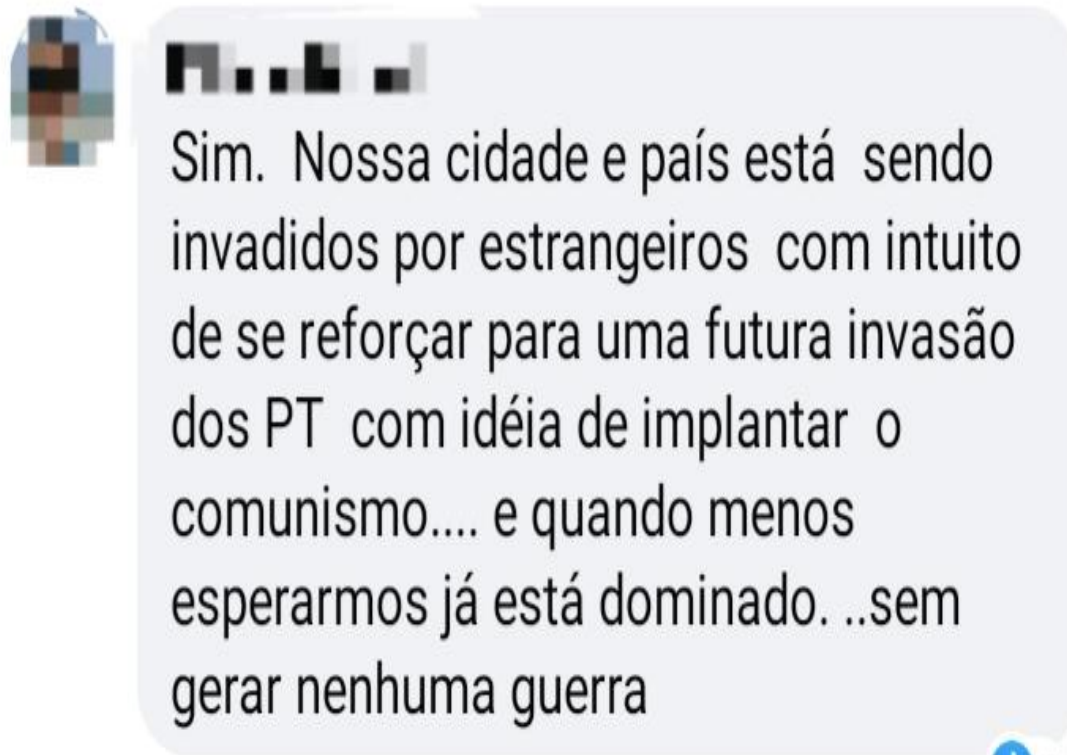 Sim. Nossa cidade e país está sendo
invadidos por estrangeiros com intuito
de se reforçar para uma futura invasão
dos PT com idéia de implantar o
comunismo.... e quando menos
esperarmos já está dominado. ..sem
gerar nenhuma guerra